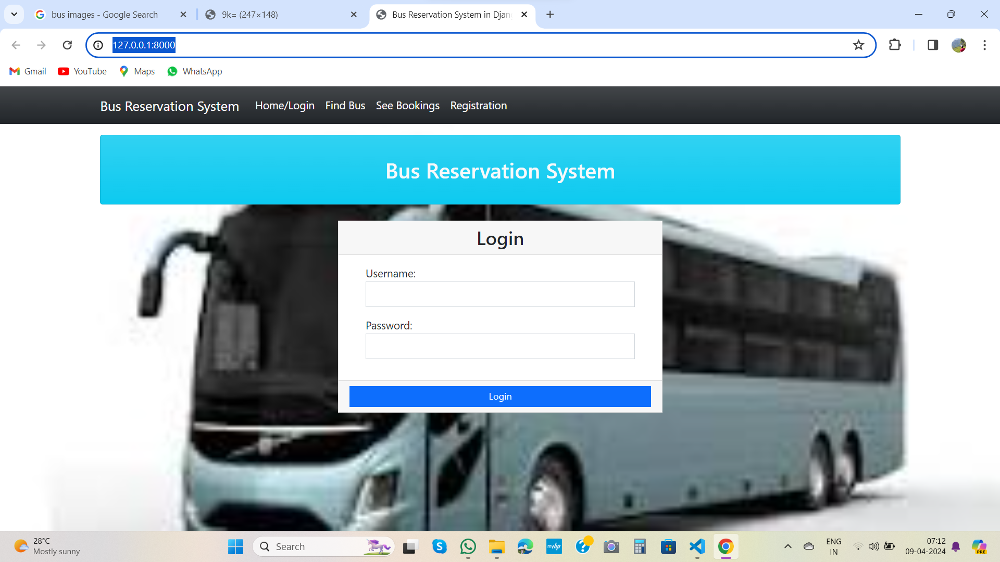 bus images - Google Search
9k= (247×148)
Bus Reservation System in Djan
127.0.0.1:8000
Gmail
YouTube
Maps
WhatsApp
Bus Reservation System
Home/Login
Find Bus
See Bookings
Registration
Bus Reservation System
Login
Username:
Password:
Login
28°C
Mostly sunny
Search
myhp
ENG
IN
07:12
09-04-2024
PRE